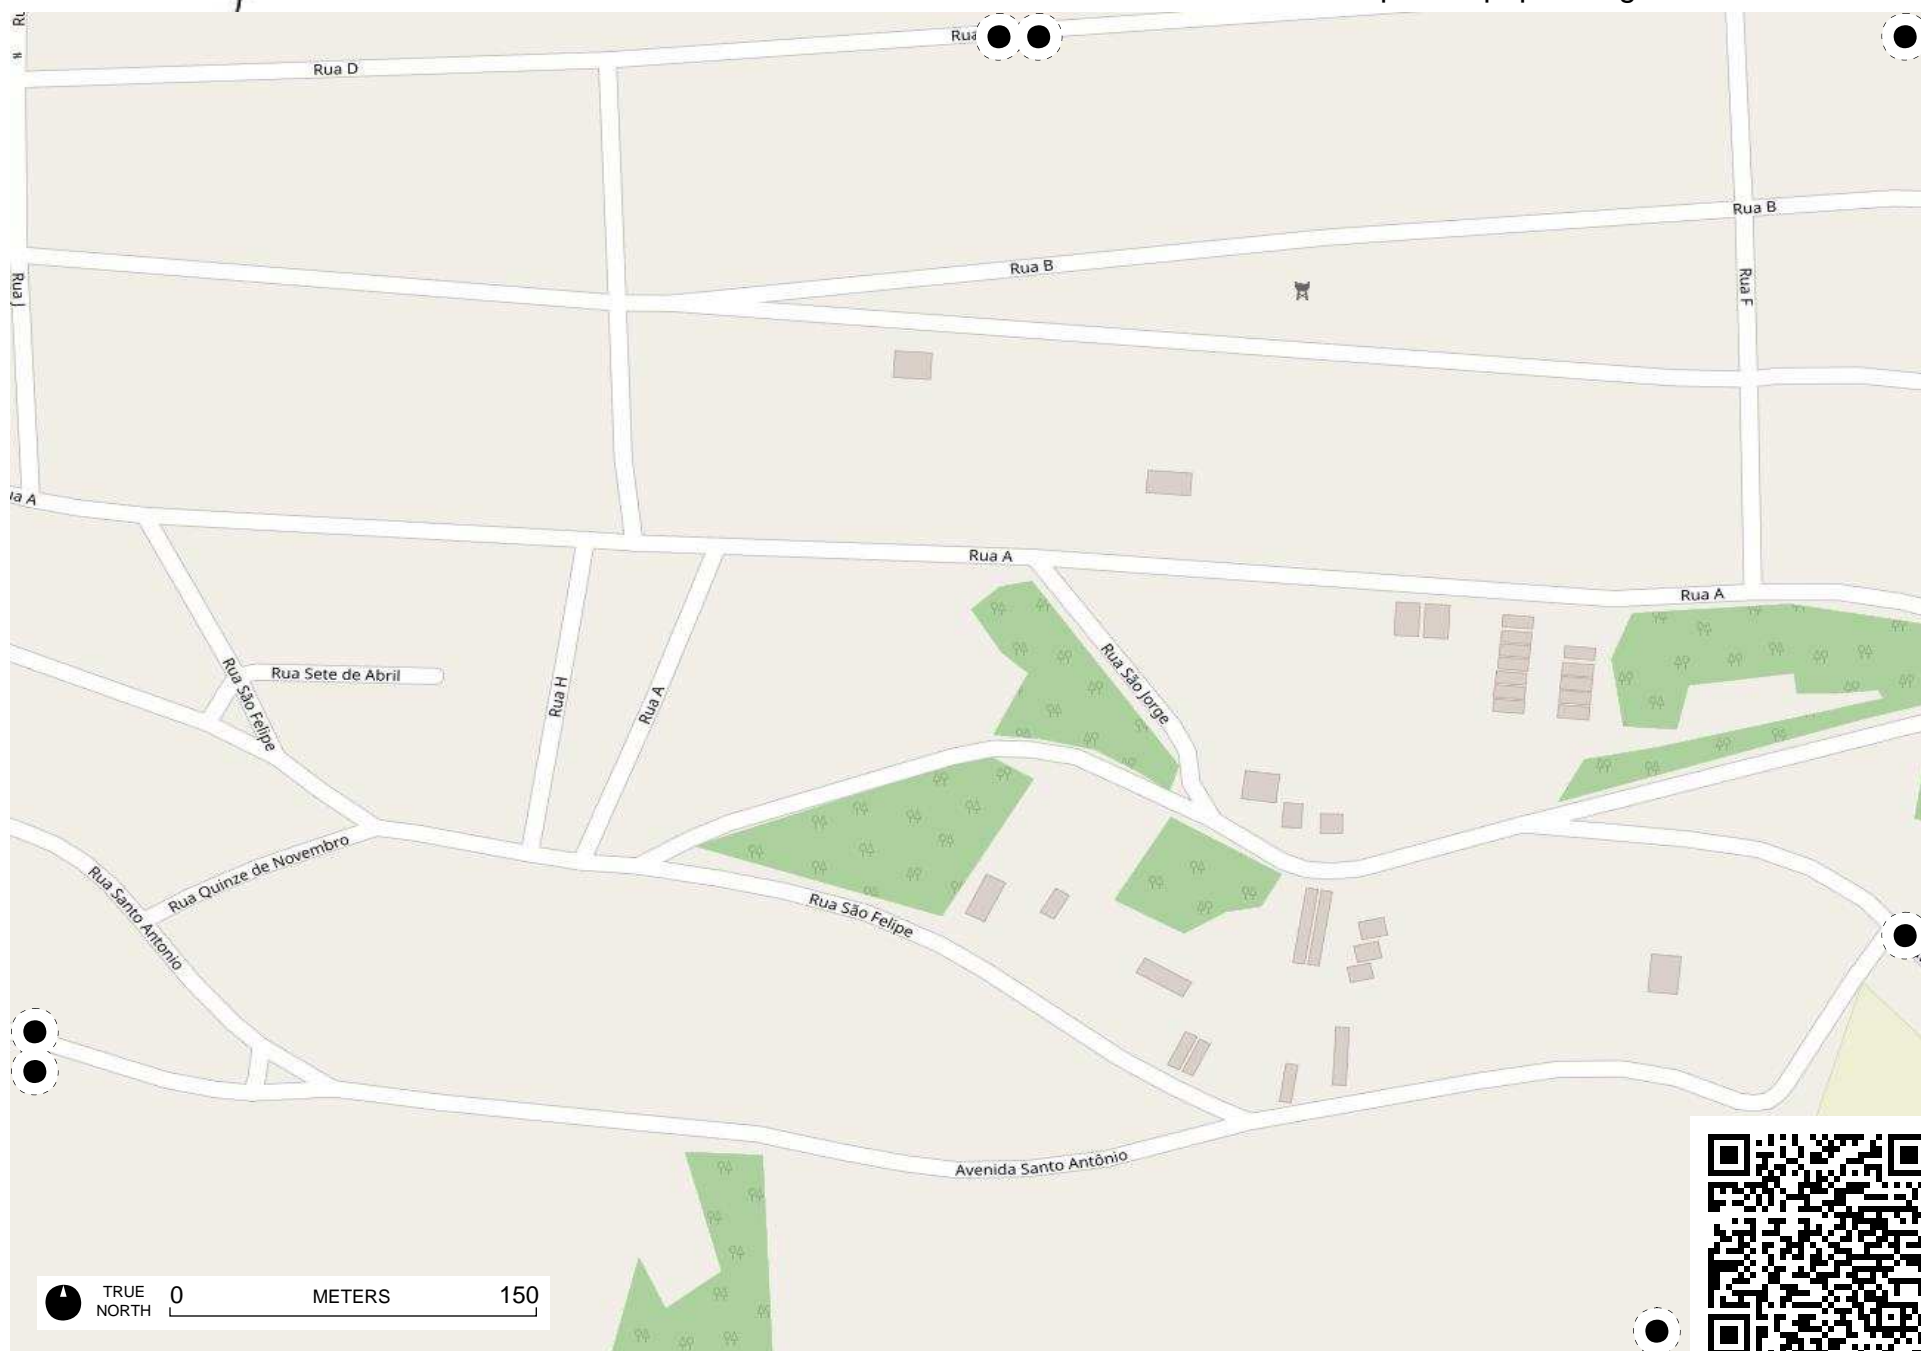 Rua D
Rua B
Rua B
Rua J
Rua F
Rua A
Rua A
Rua São Jorge
Rua São Felipe
Rua Sete de Abril
Rua H
Rua A
Rua Quinze de Novembro
Rua Santo Antonio
Rua São Felipe
Avenida Santo Antônio
TRUE NORTH
0 METERS 150